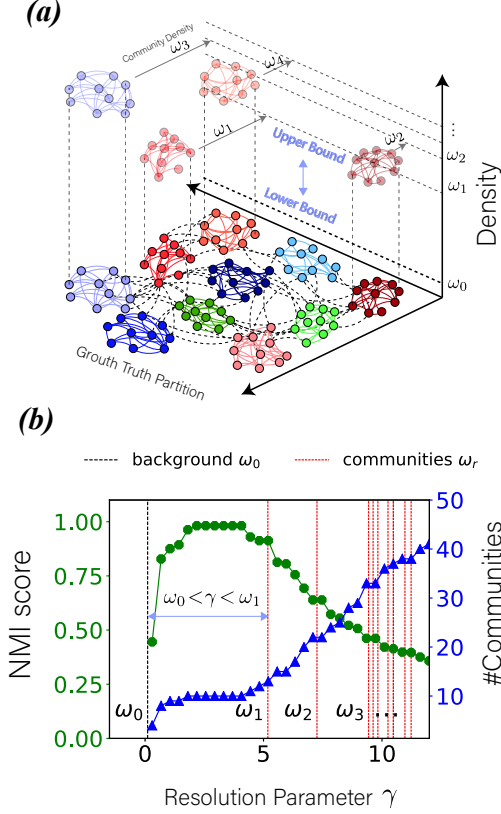 (a)
Community Density
ω3
ω4
ω1
ω2
Upper Bound
Lower Bound
...
ω2
ω1
ω0
Density
Grouth Truth Partition
(b)
background ω0
communities ωr
NMI score
1.00
0.75
0.50
0.25
0.00
ω0 < γ < ω1
ω0
ω1
ω2
ω3
...
50
40
30
20
10
#Communities
0
5
10
Resolution Parameter γ